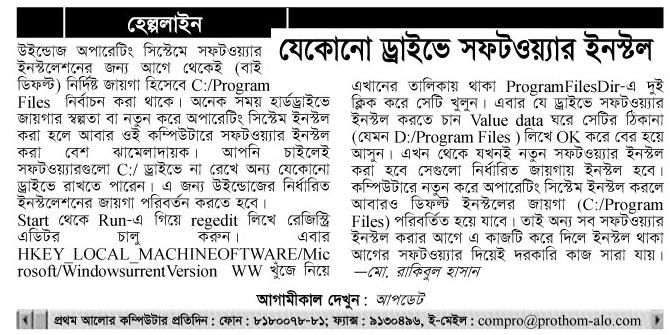 হেল্পলাইন
যেকোনো ড্রাইভে সফটওয়্যার ইনস্টল
উইন্ডোজ অপারেটিং সিস্টেমে সফটওয়্যার
ইনস্টলেশনের জন্য আগে থেকেই (বাই
ডিফল্ট) নির্দিষ্ট জায়গা হিসেবে C:/Program
Files নির্বাচন করা থাকে। অনেক সময় হার্ডড্রাইভে
জায়গার স্বল্পতা বা নতুন করে অপারেটিং সিস্টেম ইনস্টল
করা হলে আবার ওই কম্পিউটারে সফটওয়্যার ইনস্টল
করা বেশ ঝামেলাদায়ক। আপনি চাইলেই
সফটওয়্যারগুলো C:/ ড্রাইভে না রেখে অন্য যেকোনো
ড্রাইভে রাখতে পারেন। এ জন্য উইন্ডোজের নির্ধারিত
ইনস্টলেশনের জায়গা পরিবর্তন করতে হবে।
Start থেকে Run-এ গিয়ে regedit লিখে রেজিস্ট্রি
এডিটর চালু করুন। এবার
HKEY_LOCAL_MACHINEOFTWARE/Mic
rosoft/WindowsurrentVersion WW খুঁজে নিয়ে
এখানের তালিকায় থাকা ProgramFilesDir-এ দুই
ক্লিক করে সেটি খুলুন। এবার যে ড্রাইভে সফটওয়্যার
ইনস্টল করতে চান Value data ঘরে সেটির ঠিকানা
(যেমন D:/Program Files ) লিখে OK করে বের হয়ে
আসুন। এখন থেকে যখনই নতুন সফটওয়্যার ইনস্টল
করা হবে সেগুলো নির্ধারিত জায়গায় ইনস্টল হবে।
কম্পিউটারে নতুন করে অপারেটিং সিস্টেম ইনস্টল করলে
আবারও ডিফল্ট ইনস্টলের জায়গা (C:/Program
Files) পরিবর্তিত হয়ে যাবে। তাই অন্য সব সফটওয়্যার
ইনস্টল করার আগে এ কাজটি করে দিলে ইনস্টল থাকা
আগের সফটওয়্যার দিয়েই দরকারি কাজ সারা যায়।
—মো. রাকিবুল হাসান
আগামীকাল দেখুন : আপডেট
প্রথম আলোর কম্পিউটার প্রতিদিন : ফোন : ৮১৮০০৭৮-৮১; ফ্যাক্স : ৯১৩০৪৯৬, ই-মেইল : compro@prothom-alo.com